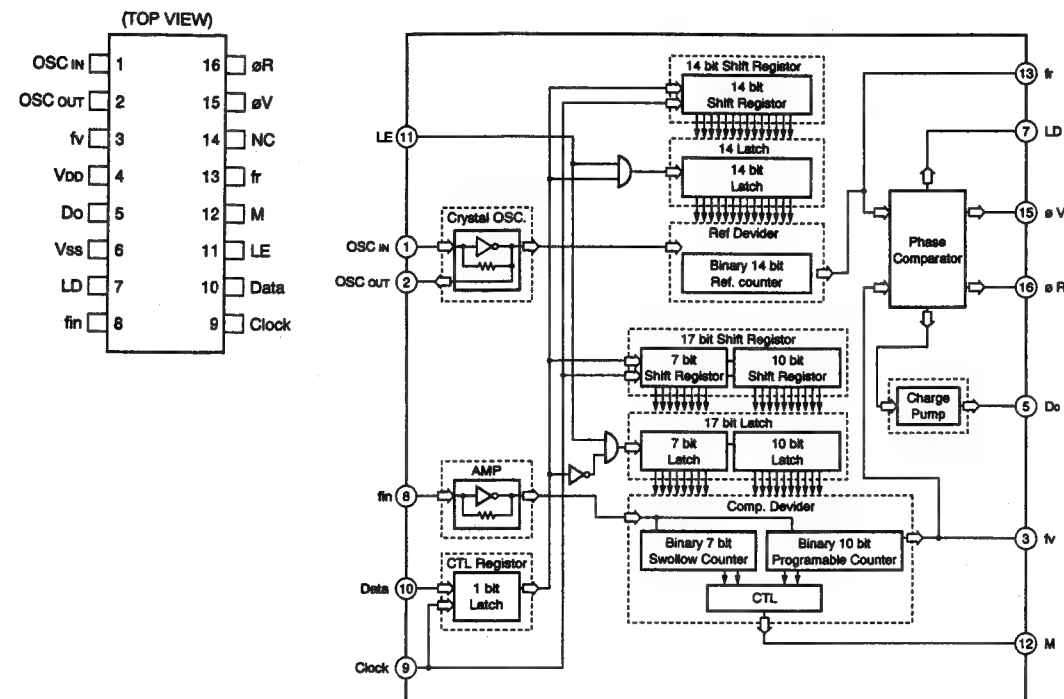 (TOP VIEW)
OSC IN 1 16 øR
OSC OUT 2 15 øV
fv 3 14 NC
VDD 4 13 fr
Do 5 12 M
Vss 6 11 LE
LD 7 10 Data
fin 8 9 Clock
14 bit Shift Register
14 bit
Shift Register
13 fr
7 LD
LE 11
14 Latch
14 bit
Latch
Crystal OSC.
OSC IN 1
OSC OUT 2
Ref Devider
Binary 14 bit
Ref. counter
Phase
Comparator
15 ø V
16 ø R
17 bit Shift Register
7 bit
Shift Register
10 bit
Shift Register
Charge
Pump
5 Do
17 bit Latch
7 bit
Latch
10 bit
Latch
AMP
fin 8
Comp. Devider
Binary 7 bit
Swollow Counter
Binary 10 bit
Programable Counter
3 fv
CTL Register
Data 10
1 bit
Latch
CTL
12 M
Clock 9